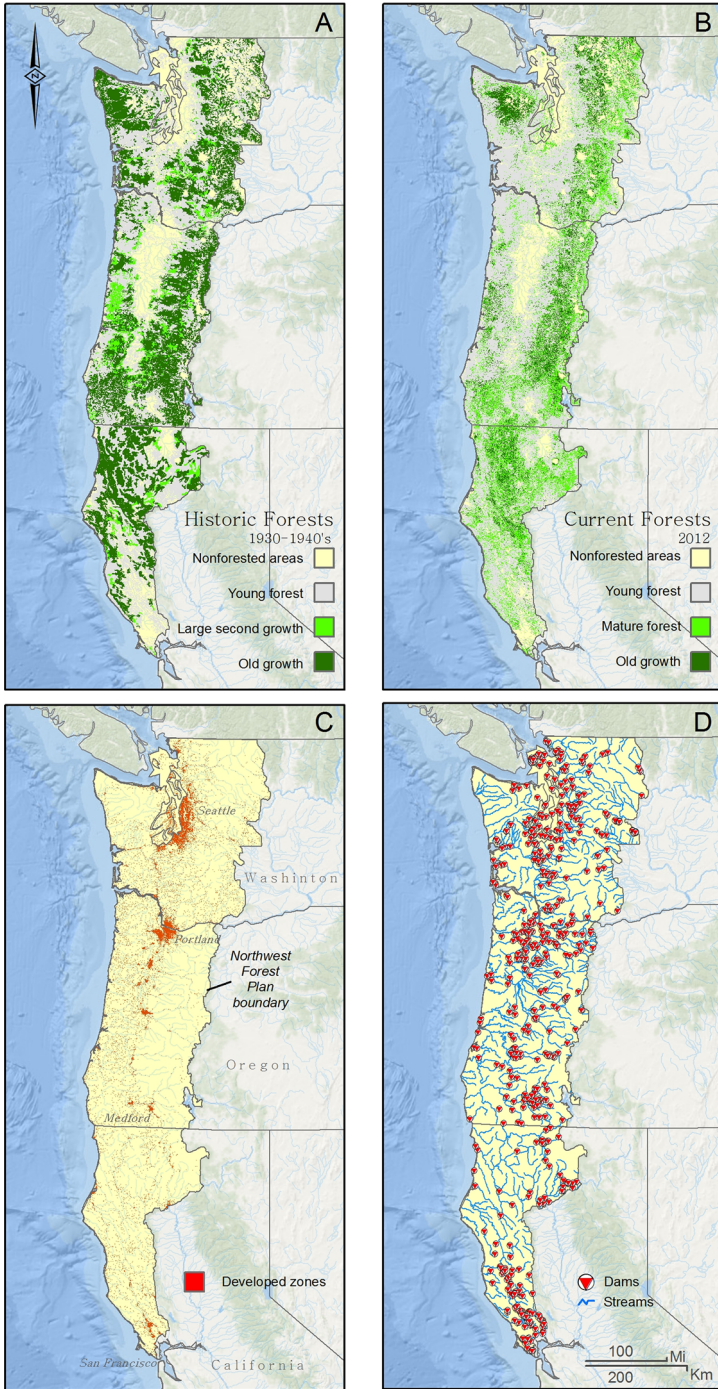 A
N
Historic Forests
1930-1940's
Nonforested areas
Young forest
Large second growth
Old growth
B
Current Forests
2012
Nonforested areas
Young forest
Mature forest
Old growth
C
Seattle
Washinton
Portland
Northwest
Forest
Plan
boundary
Oregon
Medford
Developed zones
San Francisco
California
D
Dams
Streams
100
Mi
200
Km